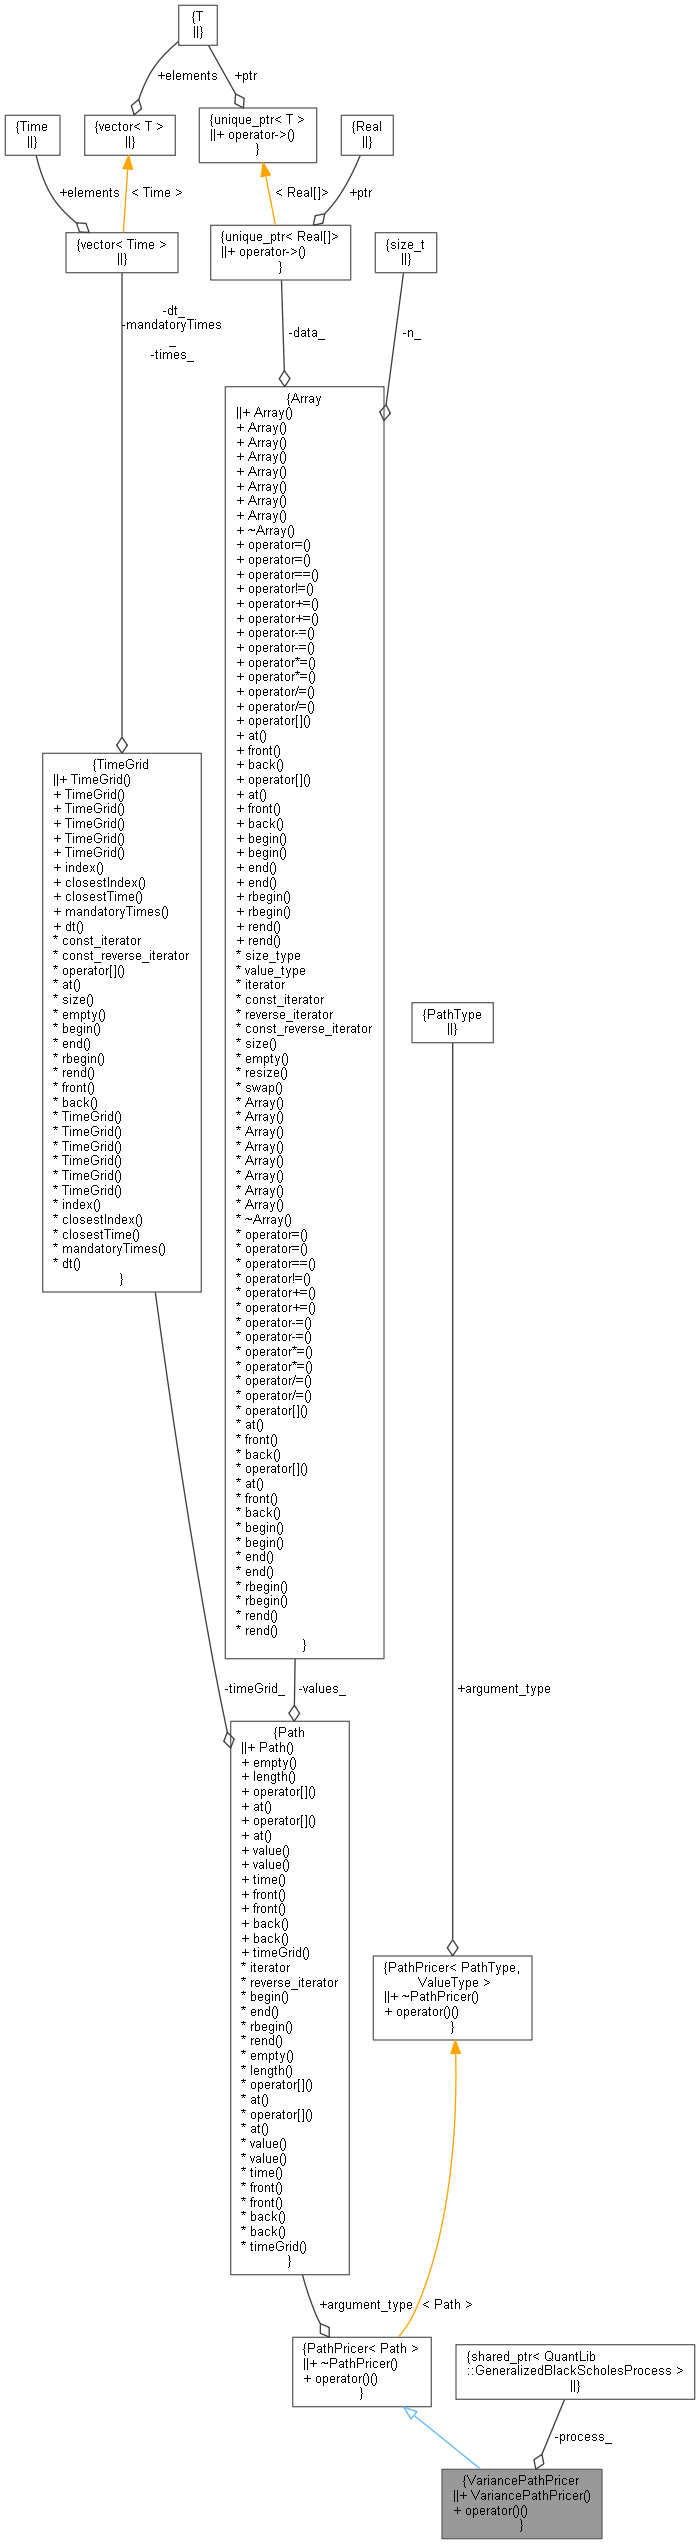 {T
||}
+elements
+ptr
{Time
||}
{vector< T >
||}
{unique_ptr< T >
||+ operator->()
}
{Real
||}
+elements
< Time >
< Real[]>
+ptr
{vector< Time >
||}
{unique_ptr< Real[]>
||+ operator->()
}
{size_t
||}
-dt_
-mandatoryTimes
_
-times_
-data_
-n_
{Array
||+ Array()
+ Array()
+ Array()
+ Array()
+ Array()
+ Array()
+ Array()
+ Array()
+ ~Array()
+ operator=()
+ operator=()
+ operator==()
+ operator!=()
+ operator+=()
+ operator+=()
+ operator-=()
+ operator-=()
+ operator*=()
+ operator*=()
+ operator/=()
+ operator/=()
+ operator[]()
+ at()
+ front()
+ back()
+ operator[]()
+ at()
+ front()
+ back()
+ begin()
+ begin()
+ end()
+ end()
+ rbegin()
+ rbegin()
+ rend()
+ rend()
* size_type
* value_type
* iterator
* const_iterator
* reverse_iterator
* const_reverse_iterator
* size()
* empty()
* resize()
* swap()
* Array()
* Array()
* Array()
* Array()
* Array()
* Array()
* Array()
* Array()
* ~Array()
* operator=()
* operator=()
* operator==()
* operator!=()
* operator+=()
* operator+=()
* operator-=()
* operator-=()
* operator*=()
* operator*=()
* operator/=()
* operator/=()
* operator[]()
* at()
* front()
* back()
* operator[]()
* at()
* front()
* back()
* begin()
* begin()
* end()
* end()
* rbegin()
* rbegin()
* rend()
* rend()
}
{TimeGrid
||+ TimeGrid()
+ TimeGrid()
+ TimeGrid()
+ TimeGrid()
+ TimeGrid()
+ TimeGrid()
+ index()
+ closestIndex()
+ closestTime()
+ mandatoryTimes()
+ dt()
* const_iterator
* const_reverse_iterator
* operator[]()
* at()
* size()
* empty()
* begin()
* end()
* rbegin()
* rend()
* front()
* back()
* TimeGrid()
* TimeGrid()
* TimeGrid()
* TimeGrid()
* TimeGrid()
* TimeGrid()
* index()
* closestIndex()
* closestTime()
* mandatoryTimes()
* dt()
}
{PathType
||}
-timeGrid_
-values_
+argument_type
{Path
||+ Path()
+ empty()
+ length()
+ operator[]()
+ at()
+ operator[]()
+ at()
+ value()
+ value()
+ time()
+ front()
+ front()
+ back()
+ back()
+ timeGrid()
* iterator
* reverse_iterator
* begin()
* end()
* rbegin()
* rend()
* empty()
* length()
* operator[]()
* at()
* operator[]()
* at()
* value()
* value()
* time()
* front()
* front()
* back()
* back()
* timeGrid()
}
{PathPricer< PathType,
ValueType >
||+ ~PathPricer()
+ operator()()
}
+argument_type
< Path >
{PathPricer< Path >
||+ ~PathPricer()
+ operator()()
}
{shared_ptr< QuantLib
::GeneralizedBlackScholesProcess >
||}
-process_
{VariancePathPricer
||+ VariancePathPricer()
+ operator()()
}